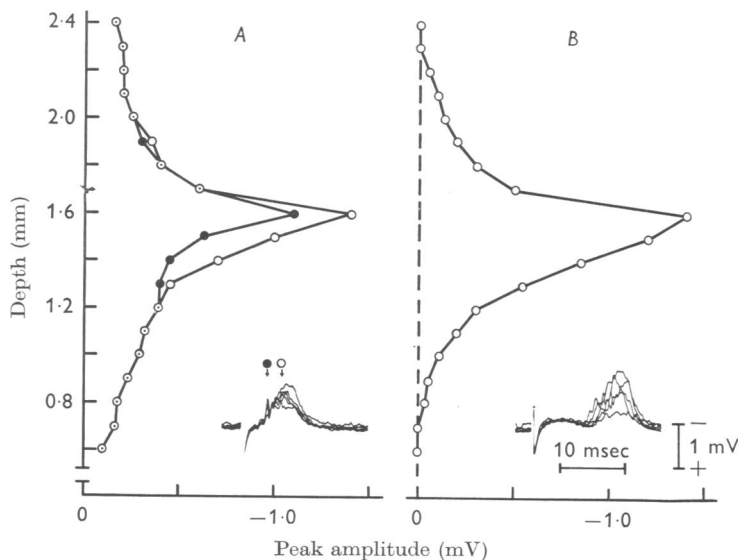 2·4
A
B
2·0
Depth (mm)
1·6
1·2
0·8
10 msec
−
1 mV
+
0
−1·0
0
−1·0
Peak amplitude (mV)